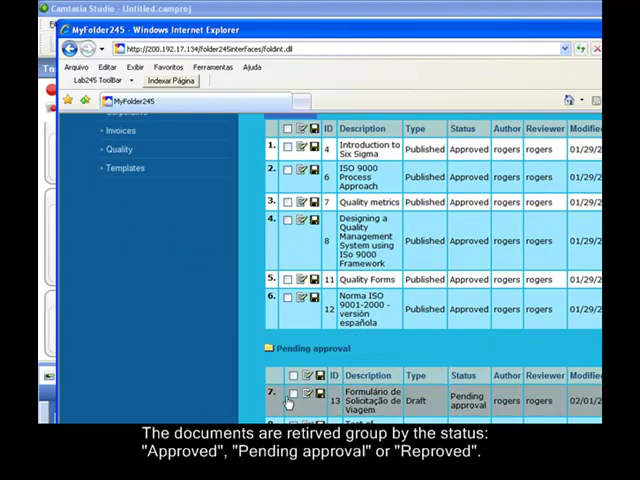 Camtasia Studio - Untitled.camproj
MyFolder245 - Windows Internet Explorer
http://200.192.17.134/folder245interfaces/foldint.dll
Arquivo Editar Exibir Favoritos Ferramentas Ajuda
Lab245 ToolBar Indexar Página
MyFolder245
Invoices
Quality
Templates
ID Description Type Status Author Reviewer Modified
1. 4 Introduction to Six Sigma Published Approved rogers rogers 01/29/2
2. 6 ISO 9000 Process Approach Published Approved rogers rogers 01/29/2
3. 7 Quality metrics Published Approved rogers rogers 01/29/2
4. 8 Designing a Quality Management System using ISo 9000 Framework Published Approved rogers rogers 01/29/2
5. 11 Quality Forms Published Approved rogers rogers 01/29/2
6. 12 Norma ISO 9001-2000 - versión española Published Approved rogers rogers 01/29/2
Pending approval
ID Description Type Status Author Reviewer Modified
7. 13 Formulário de Solicitação de Viagem Draft Pending approval rogers rogers 02/01/2
The documents are retirved group by the status:
"Approved", "Pending approval" or "Reproved".